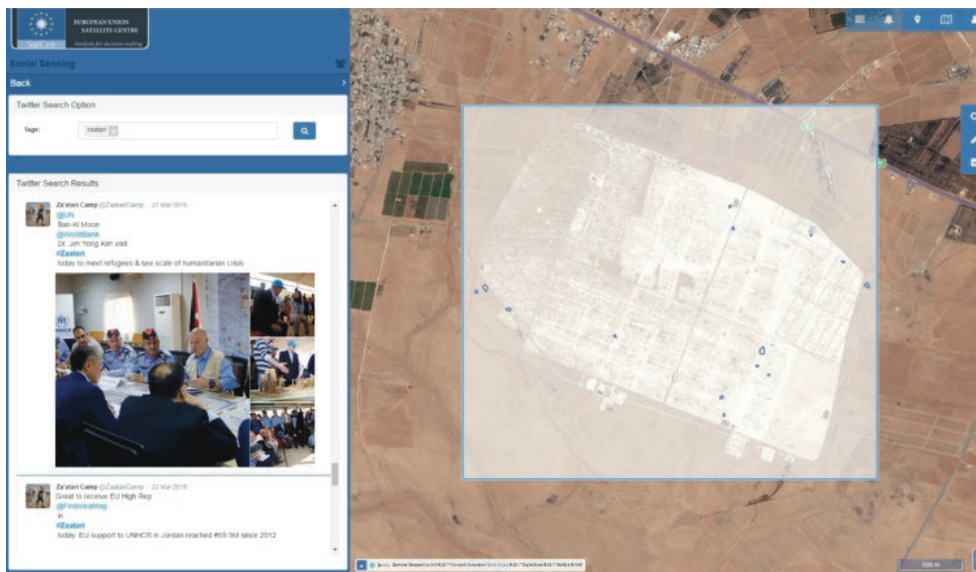 EUROPEAN UNION
SATELLITE CENTRE
SatCen
Analysis for decision making
Social Sensing
Back
Twitter Search Option
Tags:
zaatari
Twitter Search Results
Za'atari Camp @ZaatariCamp - 27 Mar 2016
@UN
Ban-Ki Moon
@WorldBank
Dr. Jim Yong Kim visit
#Zaatari
Today to meet refugees & see scale of humanitarian crisis
UNHCR
Za'atari Camp @ZaatariCamp - 22 Mar 2016
Great to receive EU High Rep
@FedericaMog
in
#Zaatari
Today. EU support to UNHCR in Jordan reached €69.9M since 2012
500 m